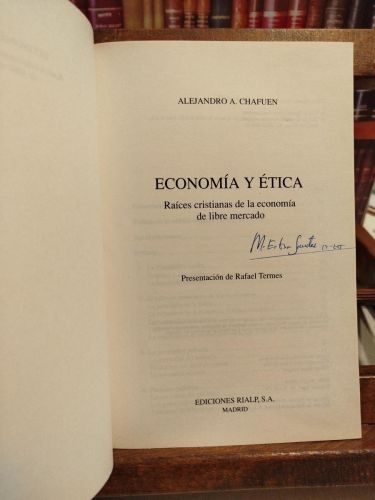 ALEJANDRO A. CHAFUEN
ECONOMÍA Y ÉTICA
Raíces cristianas de la economía
de libre mercado
Presentación de Rafael Termes
EDICIONES RIALP, S.A.
MADRID